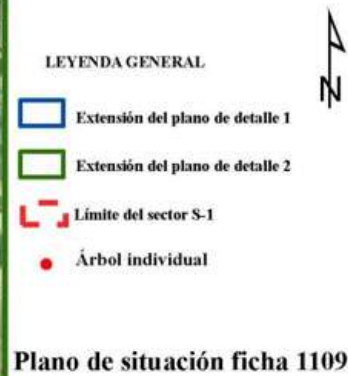 N
LEYENDA GENERAL
Extensión del plano de detalle 1
Extensión del plano de detalle 2
Límite del sector S-1
Árbol individual
Plano de situación ficha 1109